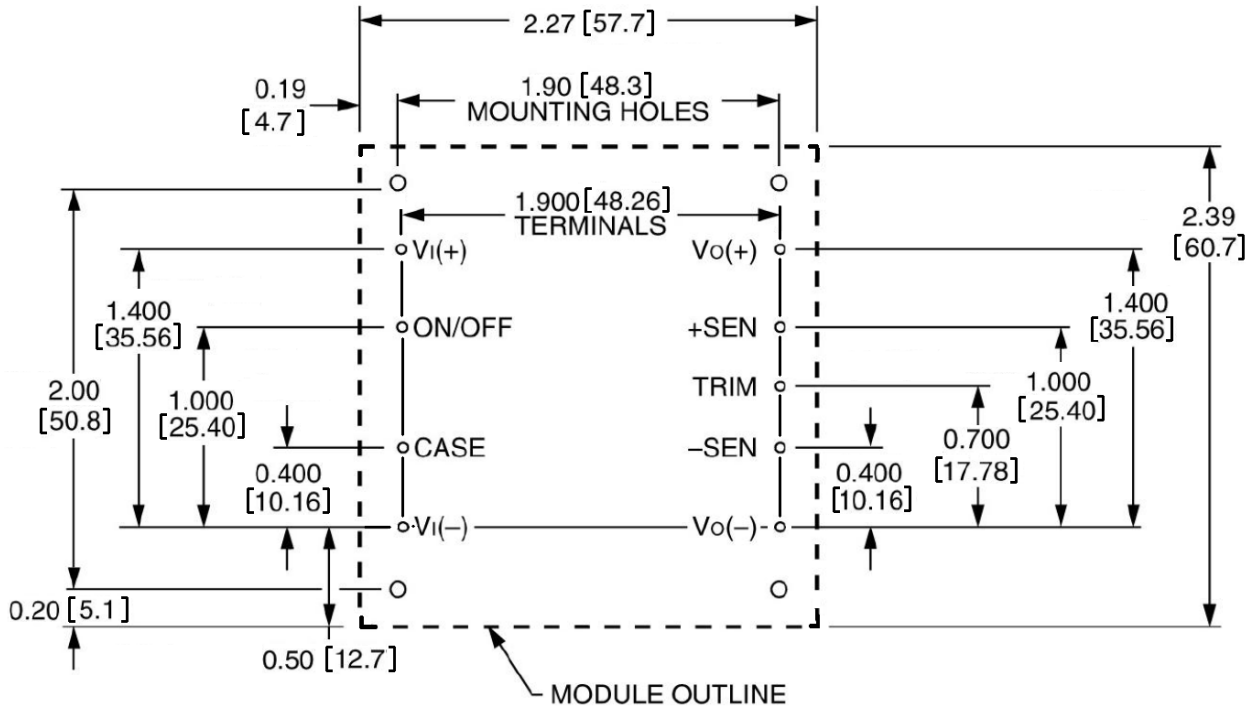 2.27 [57.7]
0.19
[4.7]
1.90 [48.3]
MOUNTING HOLES
1.900 [48.26]
TERMINALS
2.39
[60.7]
VI(+)
VO(+)
1.400
[35.56]
1.400
[35.56]
ON/OFF
+SEN
2.00
[50.8]
1.000
[25.40]
TRIM
1.000
[25.40]
CASE
–SEN
0.400
[10.16]
0.400
[10.16]
0.700
[17.78]
VI(–)
VO(–)
0.20 [5.1]
0.50 [12.7]
MODULE OUTLINE